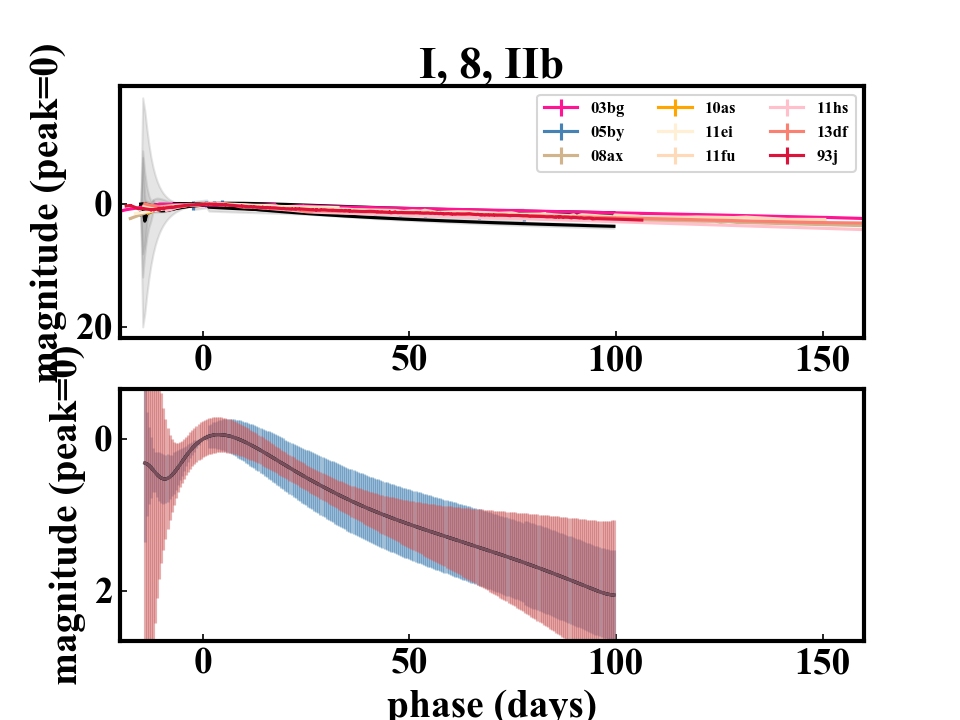 I, 8, IIb
magnitude (peak=0)
03bg 10as 11hs
05by 11ei 13df
08ax 11fu 93j
0
20
0 50 100 150
magnitude (peak=0)
0
2
0 50 100 150
phase (days)